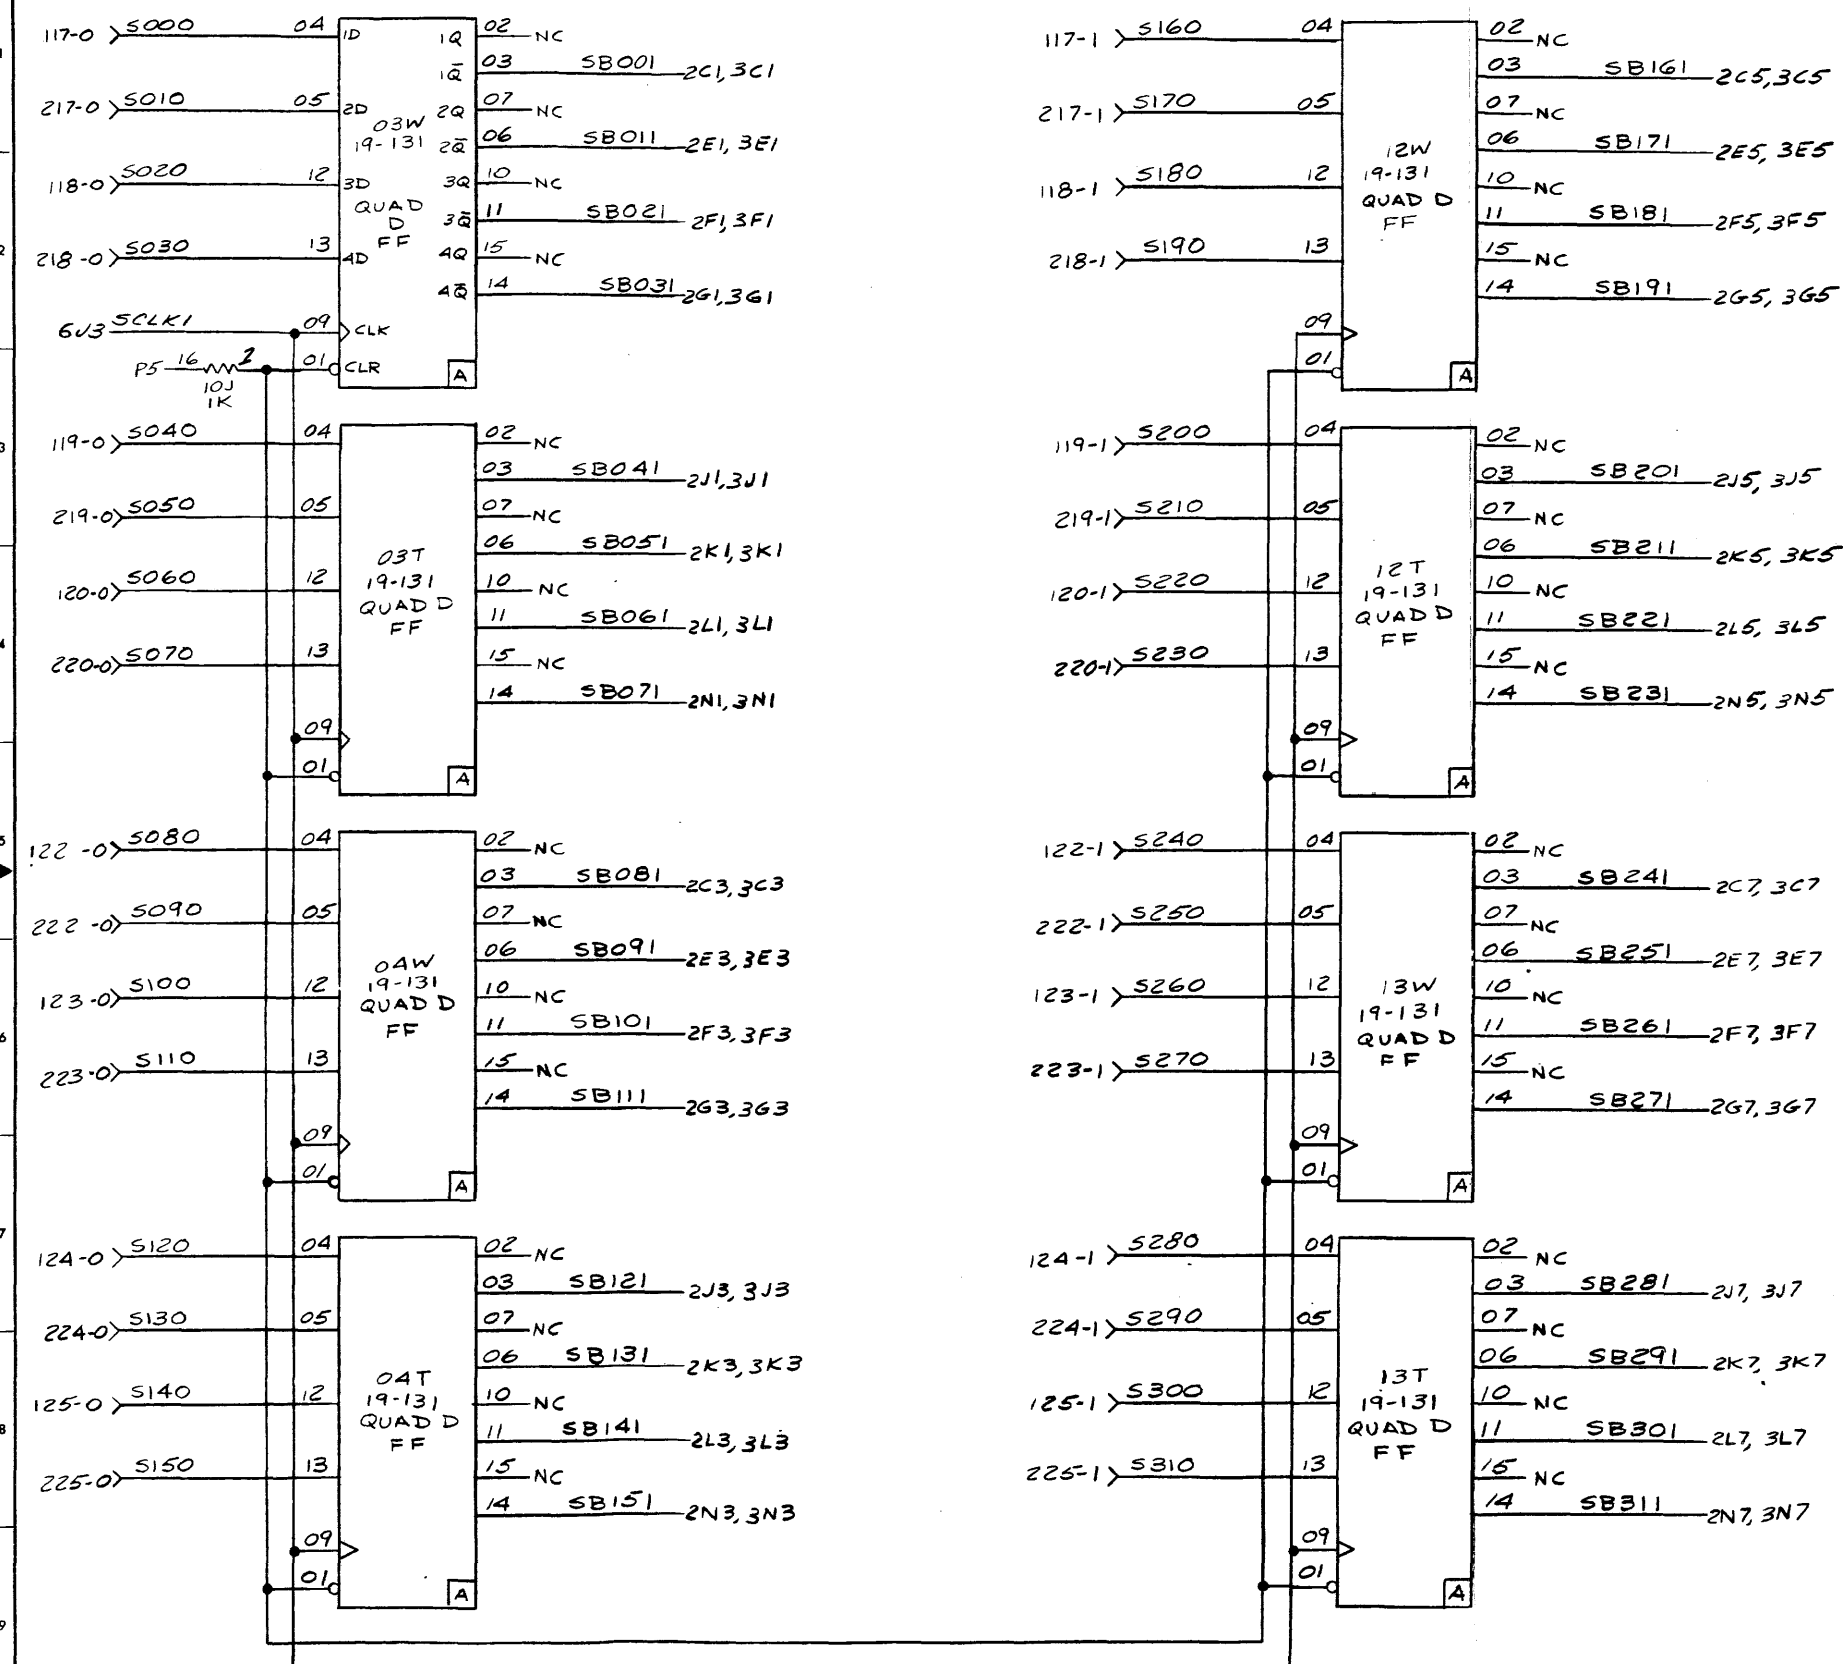 117-0 S000 04 1D 1Q 02 NC
1Q̄ 03 SB001 2C1, 3C1
217-0 S010 05 2D 2Q 07 NC
03W
19-131 2Q̄ 06 SB011 2E1, 3E1
118-0 S020 12 3D 3Q 10 NC
QUAD
D
FF
3Q̄ 11 SB021 2F1, 3F1
218-0 S030 13 4D 4Q 15 NC
4Q̄ 14 SB031 2G1, 3G1
6J3 SCLK1 09 CLK
P5 16 1 01 CLR A
10J
1K
119-0 S040 04 02 NC
03 SB041 2J1, 3J1
219-0 S050 05 07 NC
03T
19-131
QUAD D
FF
06 SB051 2K1, 3K1
120-0 S060 12 10 NC
11 SB061 2L1, 3L1
220-0 S070 13 15 NC
14 SB071 2N1, 3N1
09
01 A
122-0 S080 04 02 NC
03 SB081 2C3, 3C3
222-0 S090 05 07 NC
04W
19-131
QUAD D
FF
06 SB091 2E3, 3E3
123-0 S100 12 10 NC
11 SB101 2F3, 3F3
223-0 S110 13 15 NC
14 SB111 2G3, 3G3
09
01 A
124-0 S120 04 02 NC
03 SB121 2J3, 3J3
224-0 S130 05 07 NC
06 SB131 2K3, 3K3
04T
19-131
QUAD D
FF
125-0 S140 12 10 NC
11 SB141 2L3, 3L3
225-0 S150 13 15 NC
14 SB151 2N3, 3N3
09
01 A
117-1 S160 04 02 NC
03 SB161 2C5, 3C5
217-1 S170 05 07 NC
12W
19-131
QUAD D
FF
06 SB171 2E5, 3E5
118-1 S180 12 10 NC
11 SB181 2F5, 3F5
218-1 S190 13 15 NC
14 SB191 2G5, 3G5
09
01 A
119-1 S200 04 02 NC
03 SB201 2J5, 3J5
219-1 S210 05 07 NC
06 SB211 2K5, 3K5
12T
19-131
QUAD D
FF
120-1 S220 12 10 NC
11 SB221 2L5, 3L5
220-1 S230 13 15 NC
14 SB231 2N5, 3N5
09
01 A
122-1 S240 04 02 NC
03 SB241 2C7, 3C7
222-1 S250 05 07 NC
06 SB251 2E7, 3E7
13W
19-131
QUAD D
FF
123-1 S260 12 10 NC
11 SB261 2F7, 3F7
223-1 S270 13 15 NC
14 SB271 2G7, 3G7
09
01 A
124-1 S280 04 02 NC
03 SB281 2J7, 3J7
224-1 S290 05 07 NC
06 SB291 2K7, 3K7
13T
19-131
QUAD D
FF
125-1 S300 12 10 NC
11 SB301 2L7, 3L7
225-1 S310 13 15 NC
14 SB311 2N7, 3N7
09
01 A